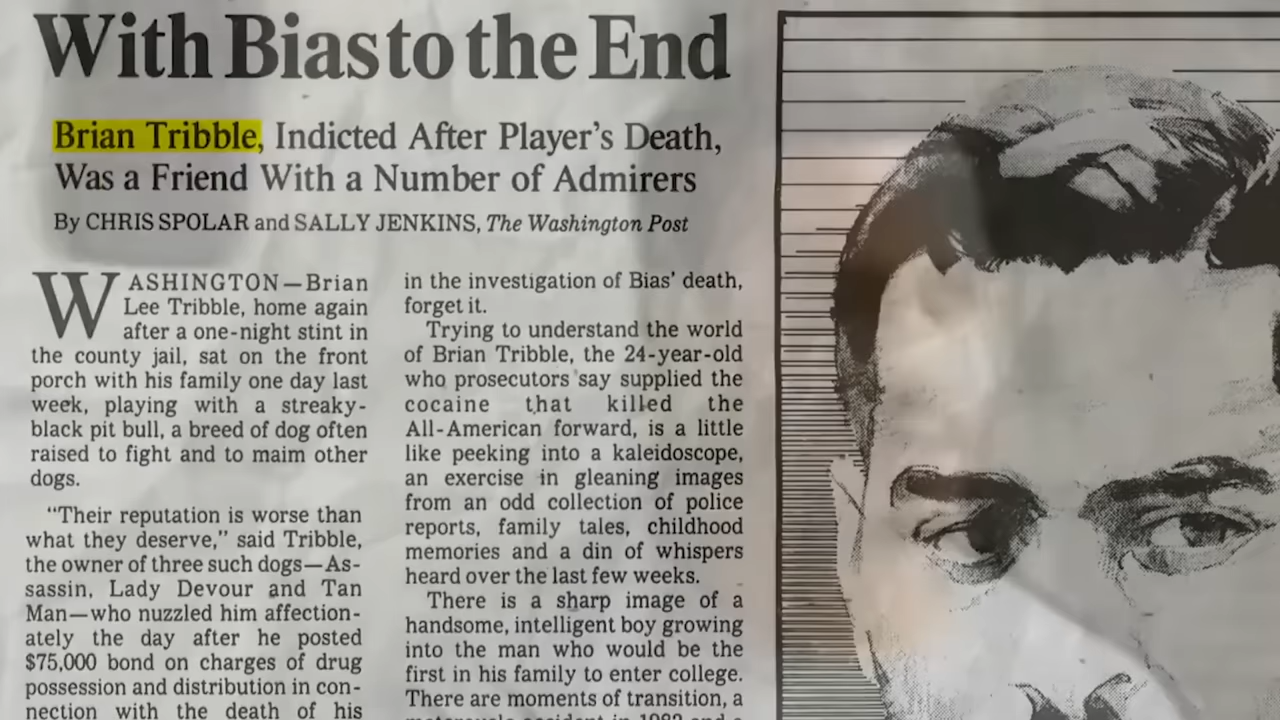 With Bias to the End
Brian Tribble, Indicted After Player's Death,
Was a Friend With a Number of Admirers
By CHRIS SPOLAR and SALLY JENKINS, The Washington Post
WASHINGTON—Brian
Lee Tribble, home again
after a one-night stint in
the county jail, sat on the front
porch with his family one day last
week, playing with a streaky-
black pit bull, a breed of dog often
raised to fight and to maim other
dogs.
"Their reputation is worse than
what they deserve," said Tribble,
the owner of three such dogs—As-
sassin, Lady Devour and Tan
Man—who nuzzled him affection-
ately the day after he posted
$75,000 bond on charges of drug
possession and distribution in con-
nection with the death of his
in the investigation of Bias' death,
forget it.
Trying to understand the world
of Brian Tribble, the 24-year-old
who prosecutors say supplied the
cocaine that killed the
All-American forward, is a little
like peeking into a kaleidoscope,
an exercise in gleaning images
from an odd collection of police
reports, family tales, childhood
memories and a din of whispers
heard over the last few weeks.
There is a sharp image of a
handsome, intelligent boy growing
into the man who would be the
first in his family to enter college.
There are moments of transition, a